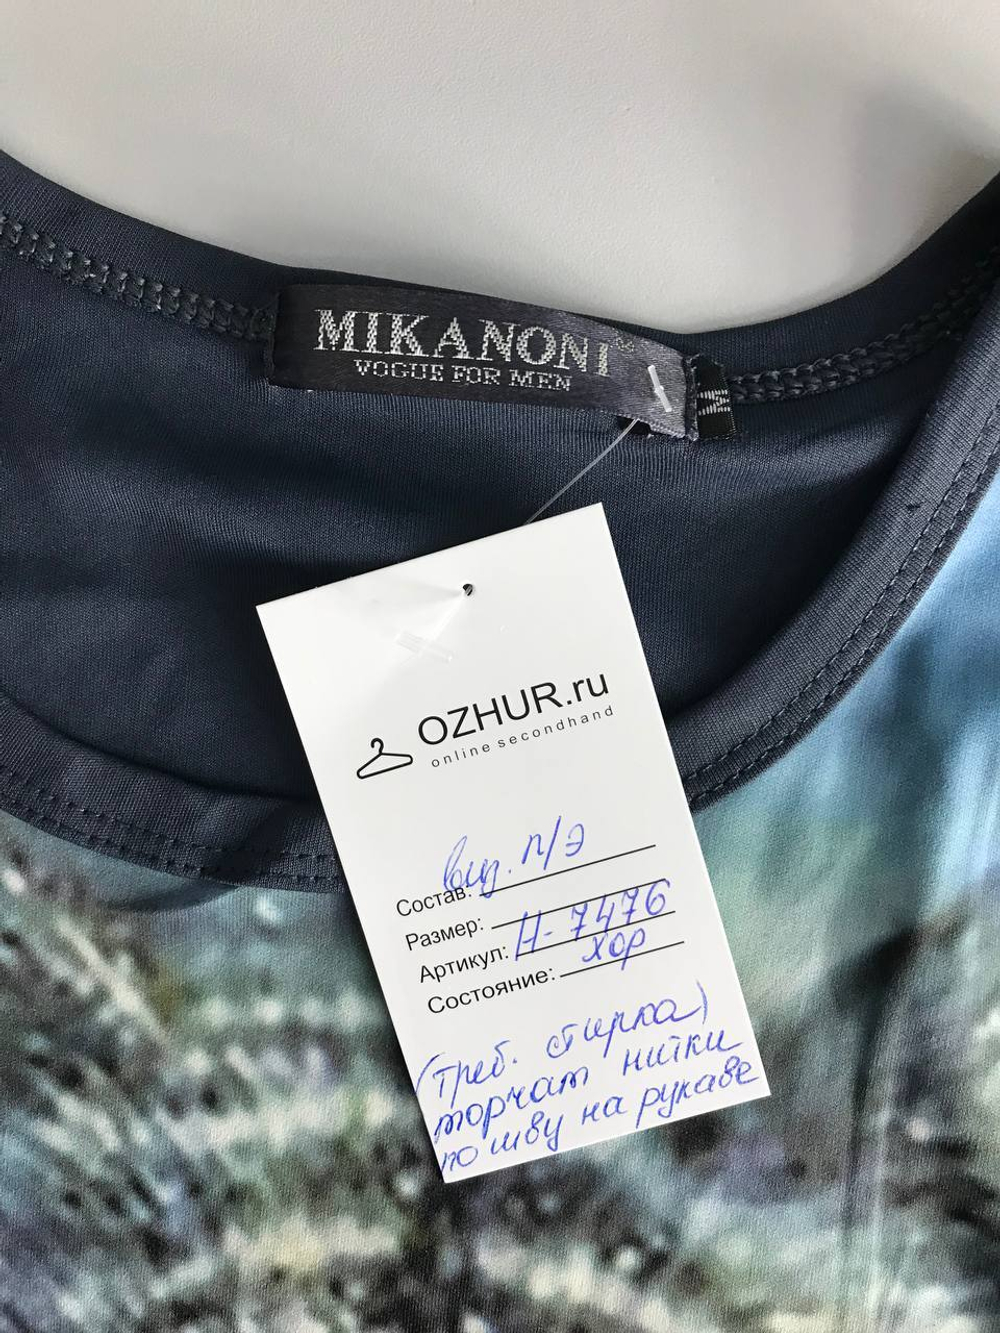 MIKANONI
VOGUE FOR MEN
M
OZHUR.ru
online secondhand
Состав: виз. п/э
Размер:
Артикул: Н-7476
Состояние: хор
(треб. стирка)
торчат нитки
по шву на рукаве